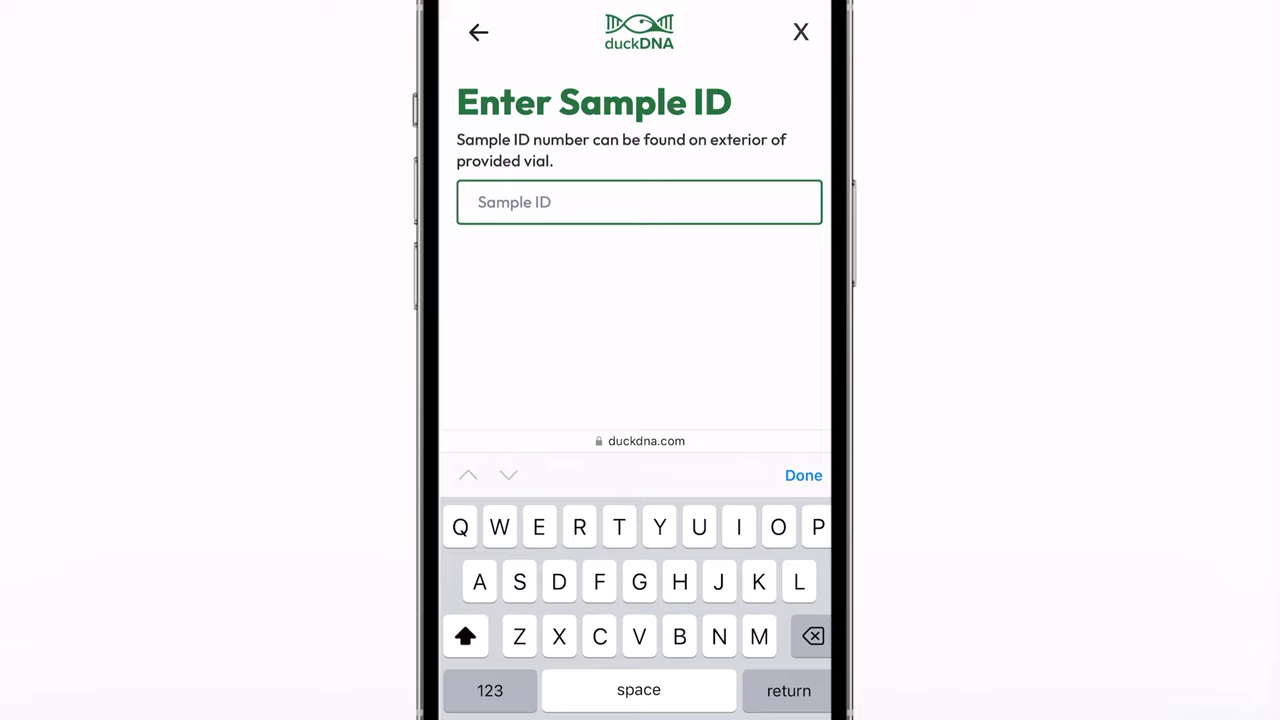 duckDNA
X
Enter Sample ID
Sample ID number can be found on exterior of
provided vial.
Sample ID
duckdna.com
Done
Q W E R T Y U I O P
A S D F G H J K L
Z X C V B N M
123 space return